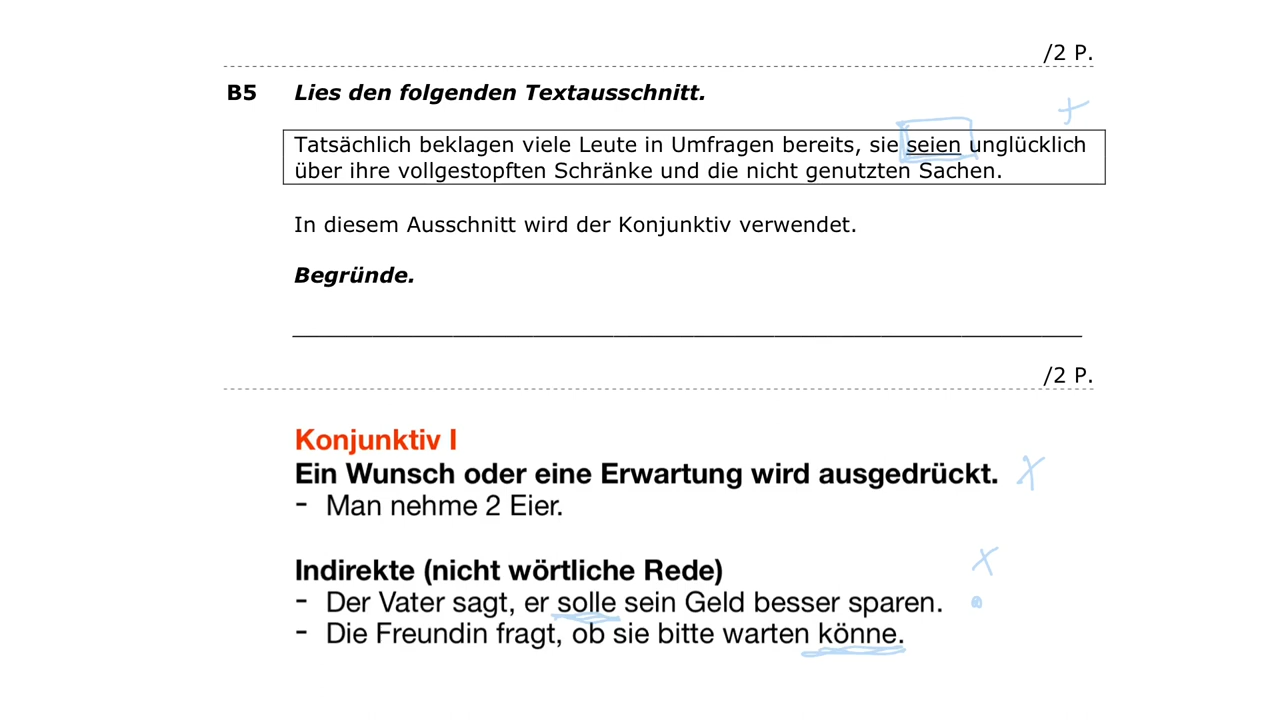 /2 P.
B5 Lies den folgenden Textausschnitt.
Tatsächlich beklagen viele Leute in Umfragen bereits, sie seien unglücklich
über ihre vollgestopften Schränke und die nicht genutzten Sachen.
In diesem Ausschnitt wird der Konjunktiv verwendet.
Begründe.
/2 P.
Konjunktiv I
Ein Wunsch oder eine Erwartung wird ausgedrückt.
- Man nehme 2 Eier.
Indirekte (nicht wörtliche Rede)
- Der Vater sagt, er solle sein Geld besser sparen.
- Die Freundin fragt, ob sie bitte warten könne.